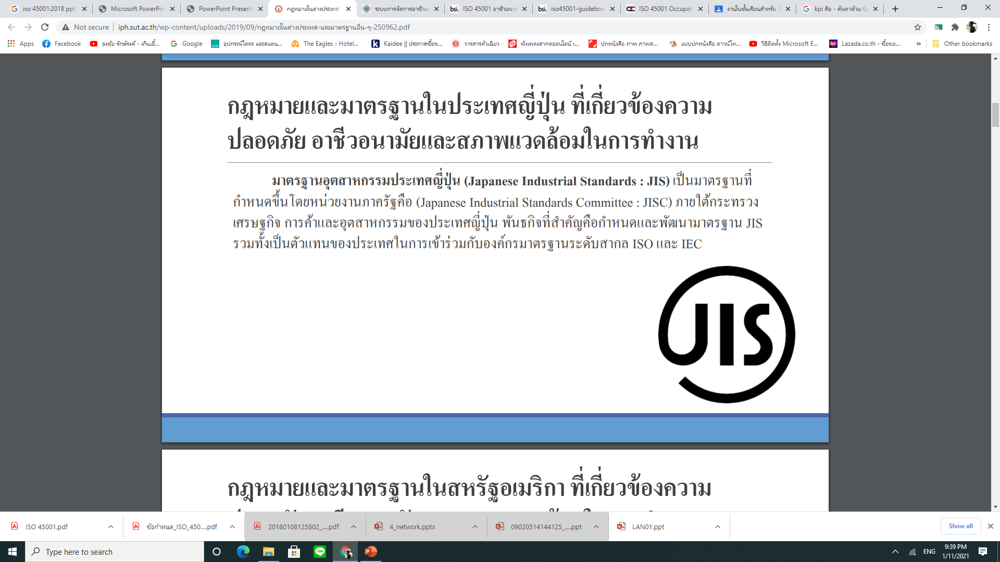 iso 45001:2018 ppt
Microsoft PowerPoi
PowerPoint Present
กฎหมายในต่างประเทศ
ระบบการจัดการอาชีวอ
bsi. ISO 45001 อาชีวอนา
bsi. iso45001-guideboo
ISO 45001 Occupat
งานในชั้นเรียนสำหรับ S
kpi คือ - ค้นหาด้วย Go
Not secure | iph.sut.ac.th/wp-content/uploads/2019/09/กฎหมายในต่างประเทศ-และมาตรฐานอื่น-ๆ-250962.pdf
Apps
Facebook
ธงชัย รักษ์รงค์ - เกินเอื้...
Google
อุปกรณ์โลหะ และสแตน...
The Eagles - Hotel...
Kaidee || ประกาศซื้อข...
วารสารหัวเฉียว
ฟังเพลงสากลออนไลน์ เ...
ปกหนังสือ ภาพ ภาพส...
แบบปกหนังสือ ดาวน์โห...
วิธีติดตั้ง Microsoft E...
Lazada.co.th - ซื้อขอ...
»
Other bookmarks
กฎหมายและมาตรฐานในประเทศญี่ปุ่น ที่เกี่ยวข้องความ
ปลอดภัย อาชีวอนามัยและสภาพแวดล้อมในการทำงาน
มาตรฐานอุตสาหกรรมประเทศญี่ปุ่น (Japanese Industrial Standards : JIS) เป็นมาตรฐานที่
กำหนดขึ้นโดยหน่วยงานภาครัฐคือ (Japanese Industrial Standards Committee : JISC) ภายใต้กระทรวง
เศรษฐกิจ การค้าและอุตสาหกรรมของประเทศญี่ปุ่น พันธกิจที่สำคัญคือกำหนดและพัฒนามาตรฐาน JIS
รวมทั้งเป็นตัวแทนของประเทศในการเข้าร่วมกับองค์กรมาตรฐานระดับสากล ISO และ IEC
JIS
กฎหมายและมาตรฐานในสหรัฐอเมริกา ที่เกี่ยวข้องความ
ISO 45001.pdf
ข้อกำหนด_ISO_450....pdf
20180108125802_....pdf
4_network.pptx
09020514144125_....ppt
LAN01.ppt
Show all
Type here to search
LINE
ENG
9:39 PM
1/11/2021